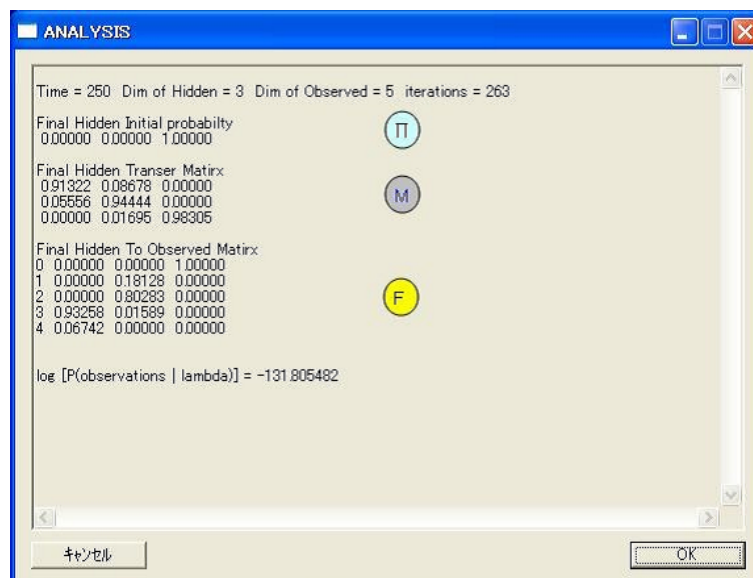 ANALYSIS
Time = 250 Dim of Hidden = 3 Dim of Observed = 5 iterations = 263
Final Hidden Initial probabilty
0.00000 0.00000 1.00000
Π
Final Hidden Transer Matirx
0.91322 0.08678 0.00000
0.05556 0.94444 0.00000
0.00000 0.01695 0.98305
M
Final Hidden To Observed Matirx
0 0.00000 0.00000 1.00000
1 0.00000 0.18128 0.00000
2 0.00000 0.80283 0.00000
3 0.93258 0.01589 0.00000
4 0.06742 0.00000 0.00000
F
log [P(observations | lambda)] = -131.805482
キャンセル
OK